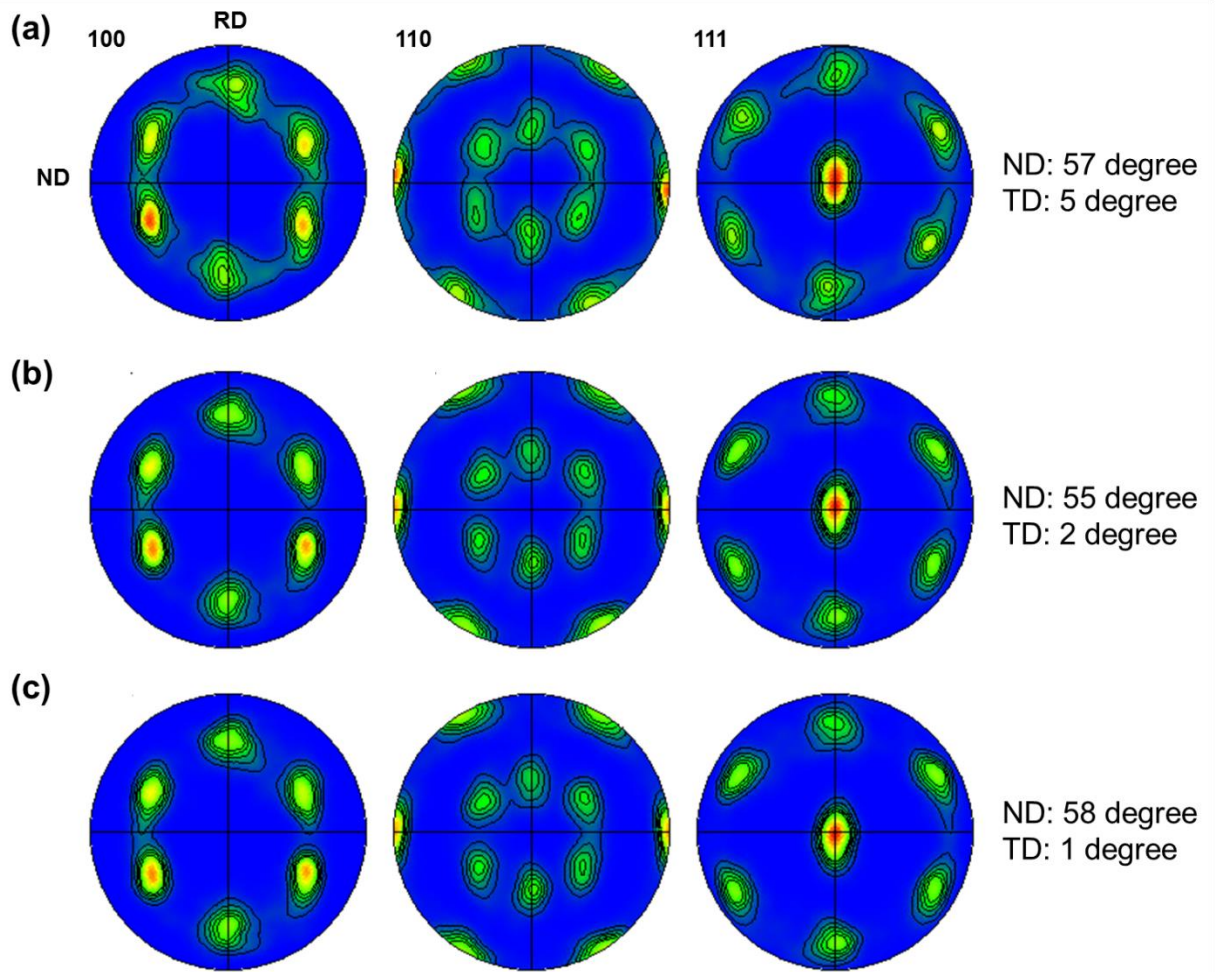 (a)
RD
100
110
111
ND
ND: 57 degree
TD: 5 degree
(b)
ND: 55 degree
TD: 2 degree
(c)
ND: 58 degree
TD: 1 degree